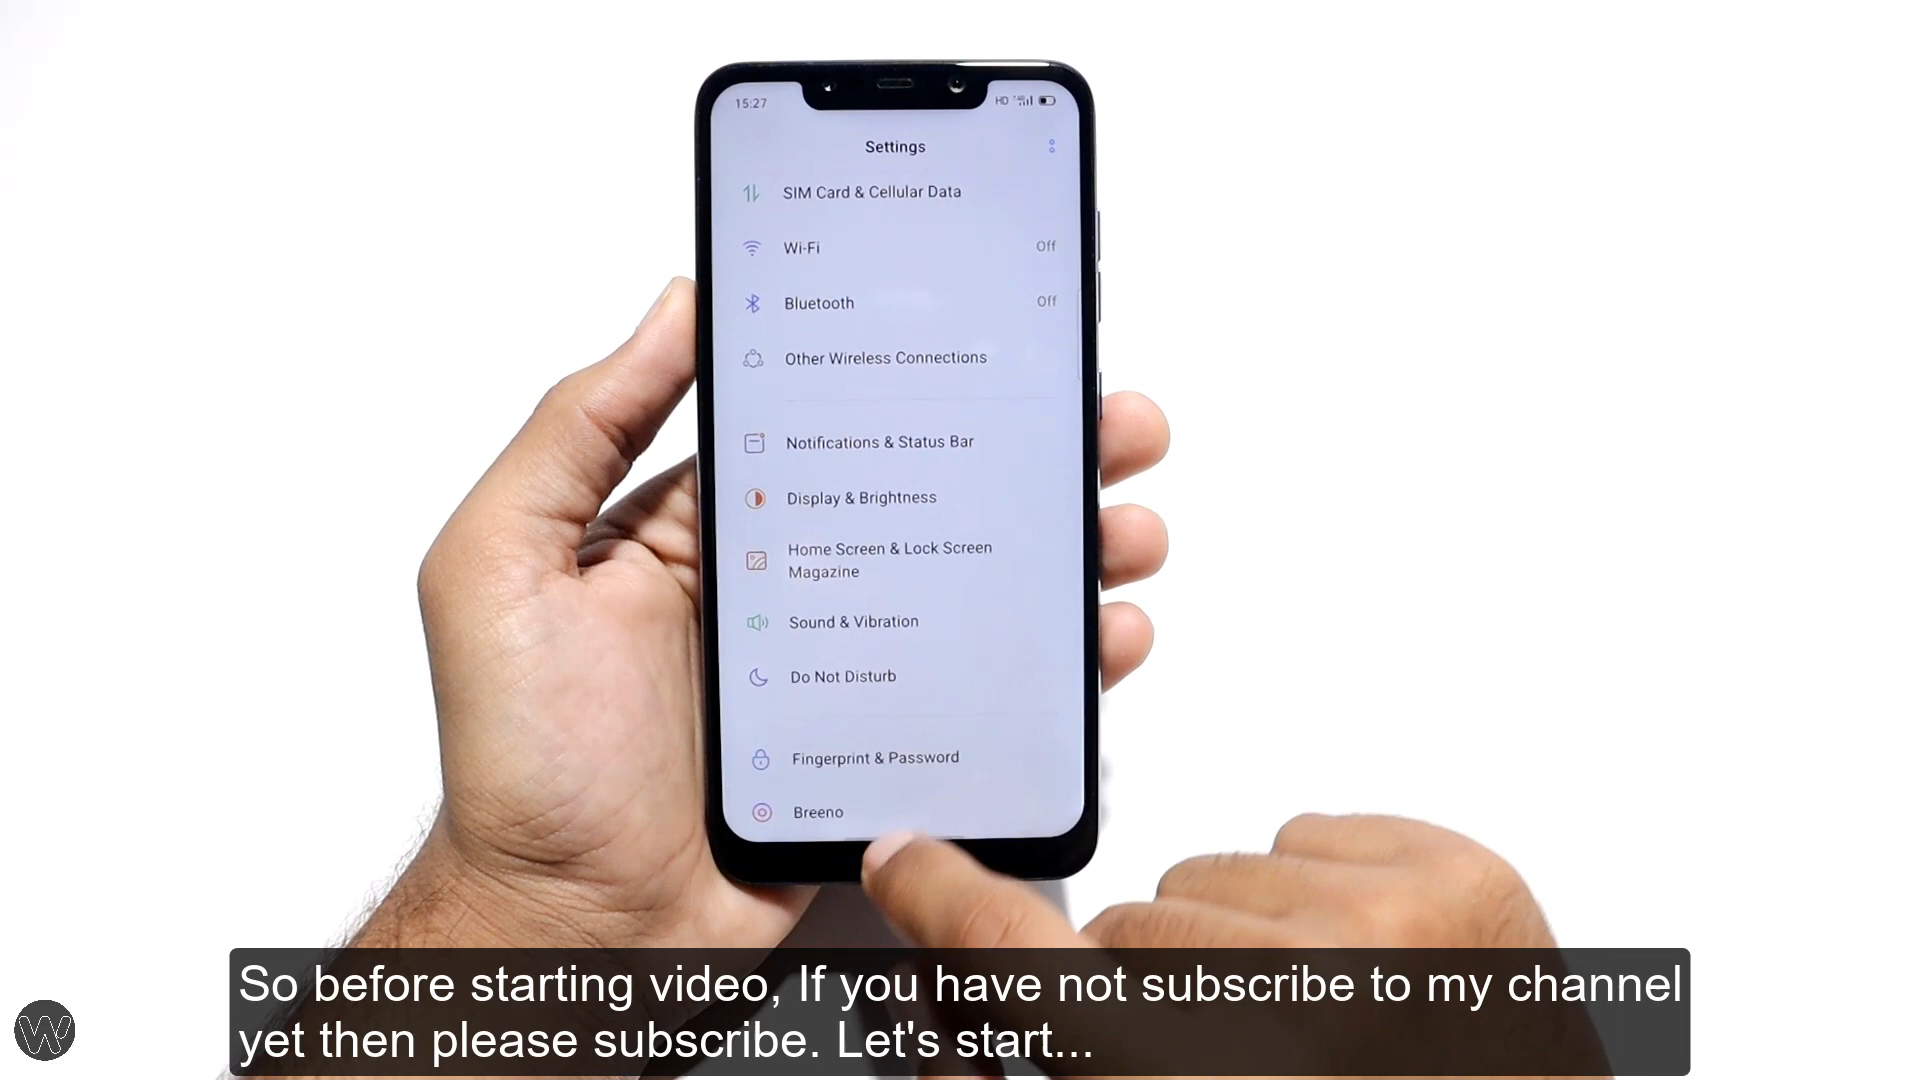 15:27
HD
Settings
SIM Card & Cellular Data
Wi-Fi
Off
Bluetooth
Off
Other Wireless Connections
Notifications & Status Bar
Display & Brightness
Home Screen & Lock Screen
Magazine
Sound & Vibration
Do Not Disturb
Fingerprint & Password
Breeno
So before starting video, If you have not subscribe to my channel
yet then please subscribe. Let's start...
W